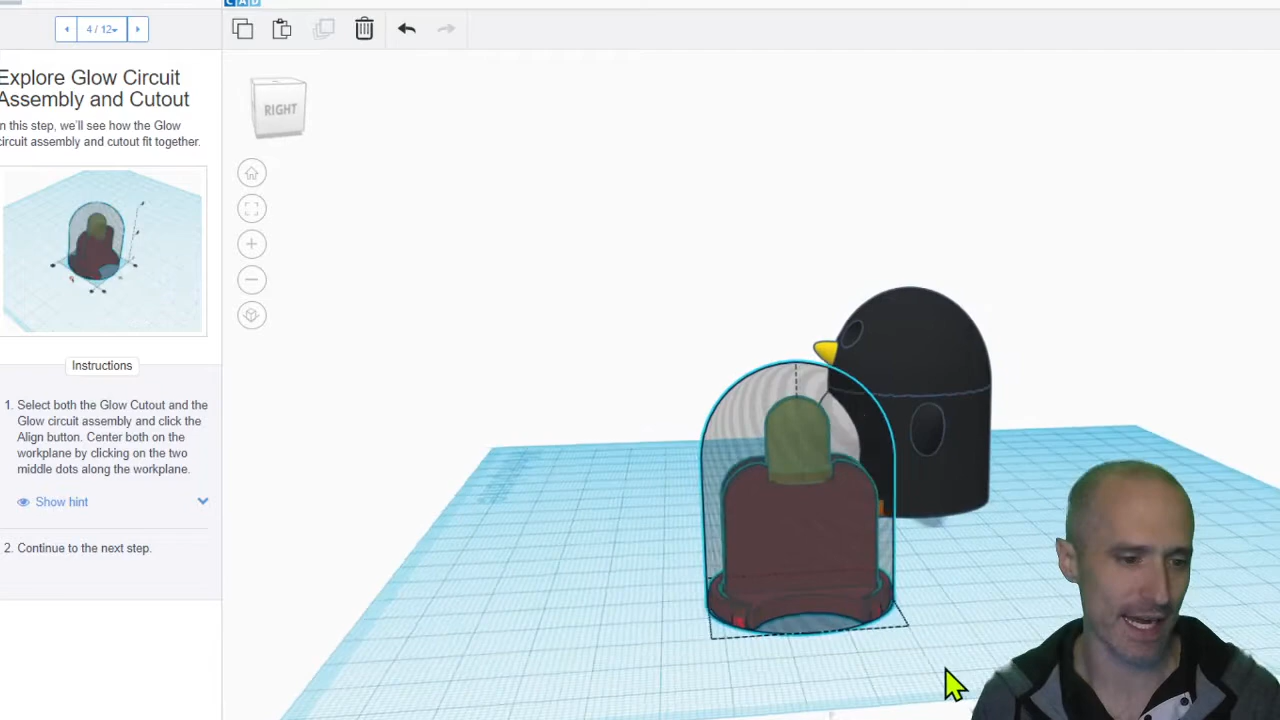 CAD
4 / 12
Explore Glow Circuit
Assembly and Cutout
In this step, we'll see how the Glow
circuit assembly and cutout fit together.
RIGHT
Instructions
1. Select both the Glow Cutout and the
Glow circuit assembly and click the
Align button. Center both on the
workplane by clicking on the two
middle dots along the workplane.
Show hint
2. Continue to the next step.